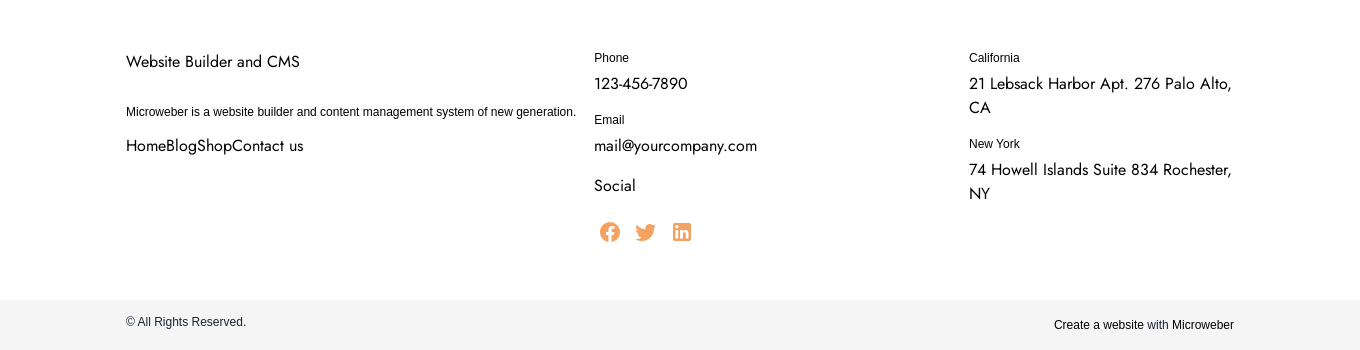 Website Builder and CMS
Microweber is a website builder and content management system of new generation.
HomeBlogShopContact us
Phone
123-456-7890
Email
mail@yourcompany.com
Social
California
21 Lebsack Harbor Apt. 276 Palo Alto,
CA
New York
74 Howell Islands Suite 834 Rochester,
NY
© All Rights Reserved.
Create a website with Microweber